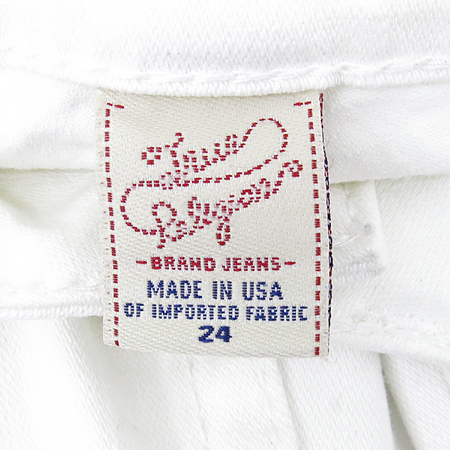 True
Religion
-BRAND JEANS-
MADE IN USA
OF IMPORTED FABRIC
24